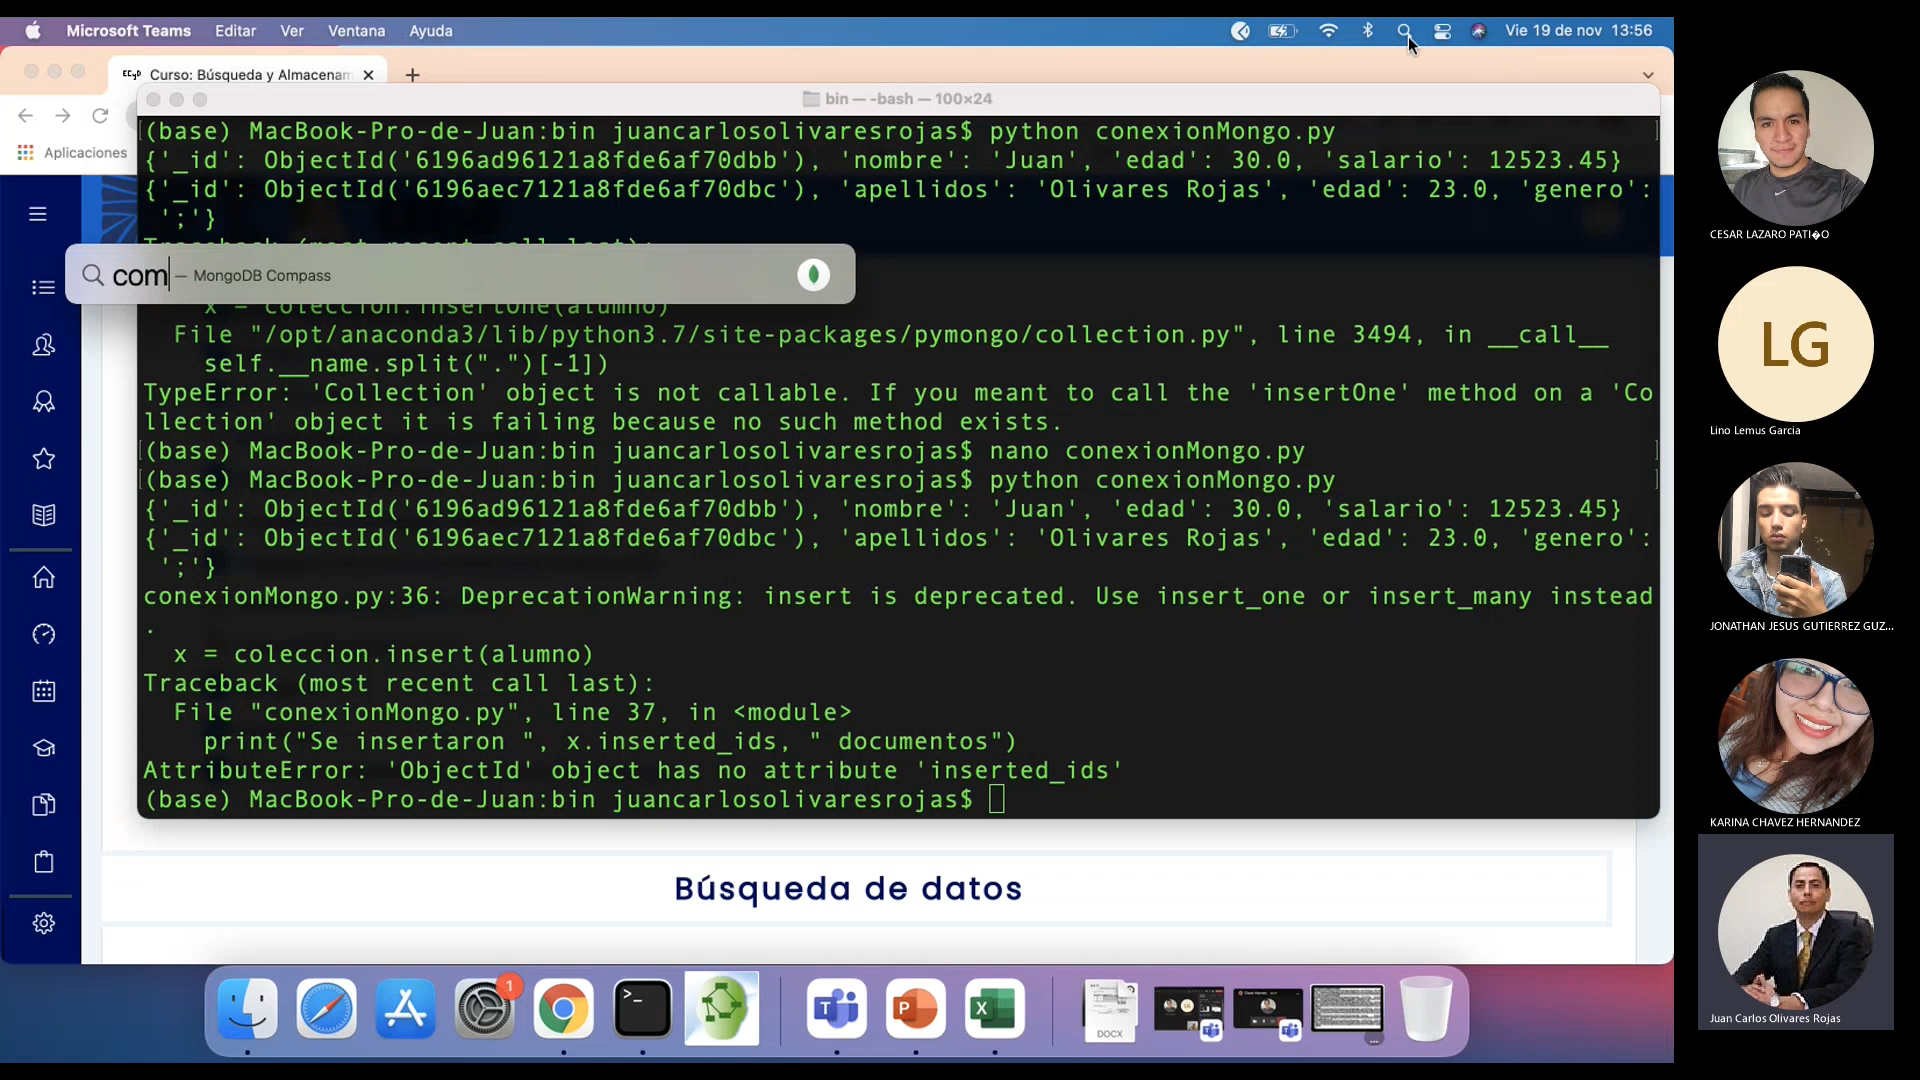 Microsoft Teams Editar Ver Ventana Ayuda Vie 19 de nov 13:56
ECyD Curso: Búsqueda y Almacenam
Aplicaciones
bin — -bash — 100×24
(base) MacBook-Pro-de-Juan:bin juancarlosolivaresrojas$ python conexionMongo.py
{'_id': ObjectId('6196ad96121a8fde6af70dbb'), 'nombre': 'Juan', 'edad': 30.0, 'salario': 12523.45}
{'_id': ObjectId('6196aec7121a8fde6af70dbc'), 'apellidos': 'Olivares Rojas', 'edad': 23.0, 'genero':
';'}
Traceback (most recent call last):
com — MongoDB Compass
x = coleccion.insertOne(alumno)
File "/opt/anaconda3/lib/python3.7/site-packages/pymongo/collection.py", line 3494, in __call__
self.__name.split(".")[-1])
TypeError: 'Collection' object is not callable. If you meant to call the 'insertOne' method on a 'Co
llection' object it is failing because no such method exists.
(base) MacBook-Pro-de-Juan:bin juancarlosolivaresrojas$ nano conexionMongo.py
(base) MacBook-Pro-de-Juan:bin juancarlosolivaresrojas$ python conexionMongo.py
{'_id': ObjectId('6196ad96121a8fde6af70dbb'), 'nombre': 'Juan', 'edad': 30.0, 'salario': 12523.45}
{'_id': ObjectId('6196aec7121a8fde6af70dbc'), 'apellidos': 'Olivares Rojas', 'edad': 23.0, 'genero':
';'}
conexionMongo.py:36: DeprecationWarning: insert is deprecated. Use insert_one or insert_many instead
.
x = coleccion.insert(alumno)
Traceback (most recent call last):
File "conexionMongo.py", line 37, in <module>
print("Se insertaron ", x.inserted_ids, " documentos")
AttributeError: 'ObjectId' object has no attribute 'inserted_ids'
(base) MacBook-Pro-de-Juan:bin juancarlosolivaresrojas$
Búsqueda de datos
1
DOCX
CESAR LAZARO PATI�O
LG
Lino Lemus Garcia
JONATHAN JESUS GUTIERREZ GUZ...
KARINA CHAVEZ HERNANDEZ
Juan Carlos Olivares Rojas